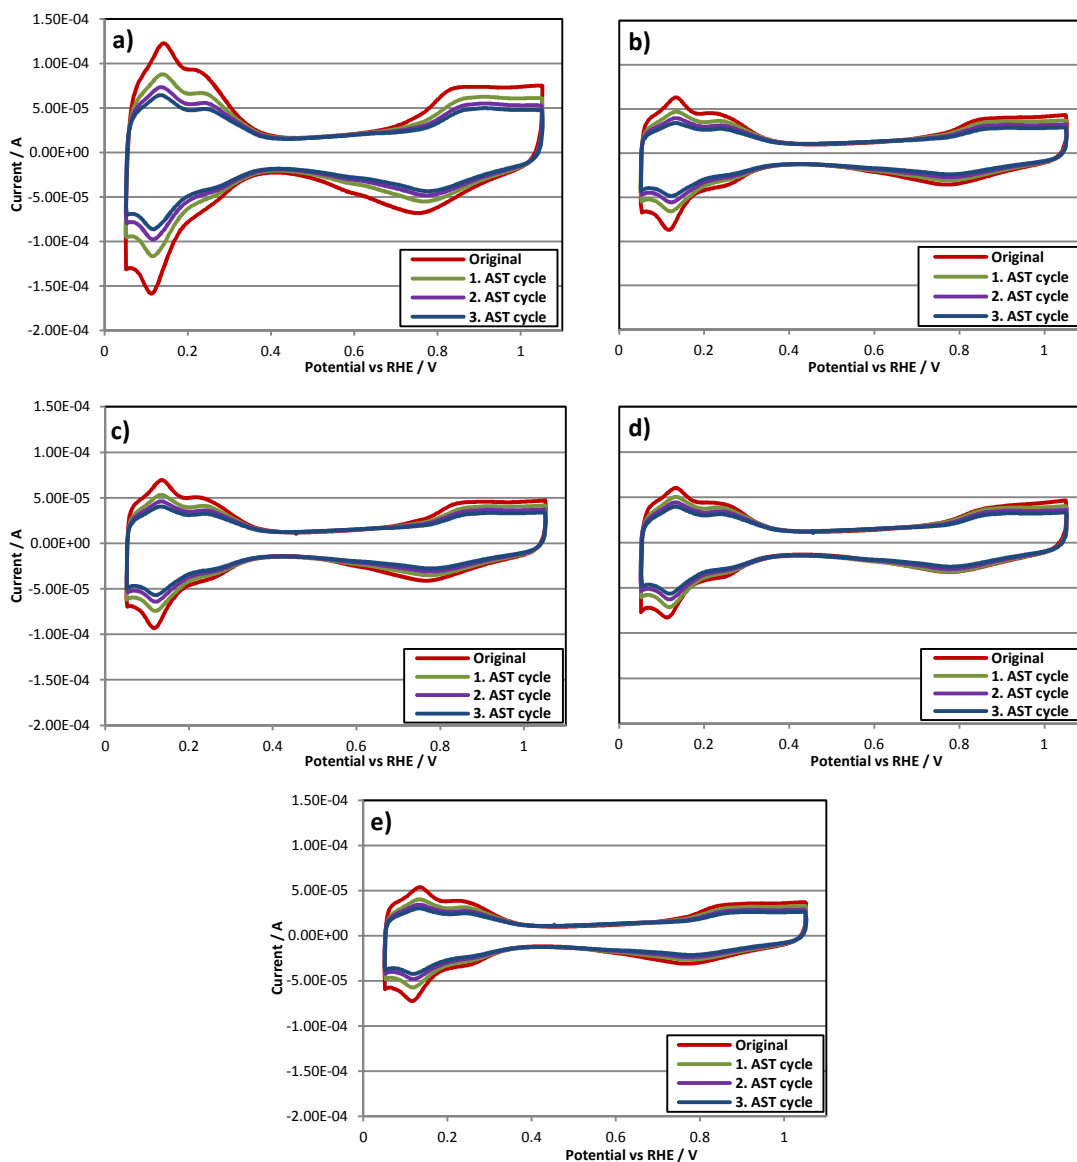 a)
1.50E-04
1.00E-04
5.00E-05
0.00E+00
-5.00E-05
-1.00E-04
-1.50E-04
-2.00E-04
Current / A
0 0.2 0.4 0.6 0.8 1
Potential vs RHE / V
Original
1. AST cycle
2. AST cycle
3. AST cycle
b)
0 0.2 0.4 0.6 0.8 1
Potential vs RHE / V
Original
1. AST cycle
2. AST cycle
3. AST cycle
c)
1.50E-04
1.00E-04
5.00E-05
0.00E+00
-5.00E-05
-1.00E-04
-1.50E-04
-2.00E-04
Current / A
0 0.2 0.4 0.6 0.8 1
Potential vs RHE / V
Original
1. AST cycle
2. AST cycle
3. AST cycle
d)
0 0.2 0.4 0.6 0.8 1
Potential vs RHE / V
Original
1. AST cycle
2. AST cycle
3. AST cycle
e)
1.50E-04
1.00E-04
5.00E-05
0.00E+00
-5.00E-05
-1.00E-04
-1.50E-04
-2.00E-04
Current / A
0 0.2 0.4 0.6 0.8 1
Potential vs RHE / V
Original
1. AST cycle
2. AST cycle
3. AST cycle